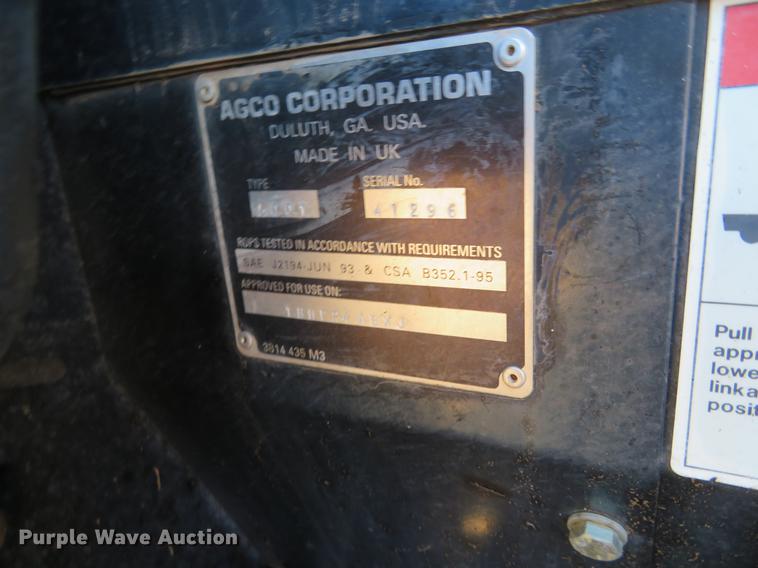 AGCO CORPORATION
DULUTH, GA. USA.
MADE IN UK
TYPE
SERIAL No.
41296
ROPS TESTED IN ACCORDANCE WITH REQUIREMENTS
SAE J2194-JUN 93 & CSA B352.1-95
APPROVED FOR USE ON:
3814 435 M3
Pull
appr
lowe
linka
posit
Purple Wave Auction